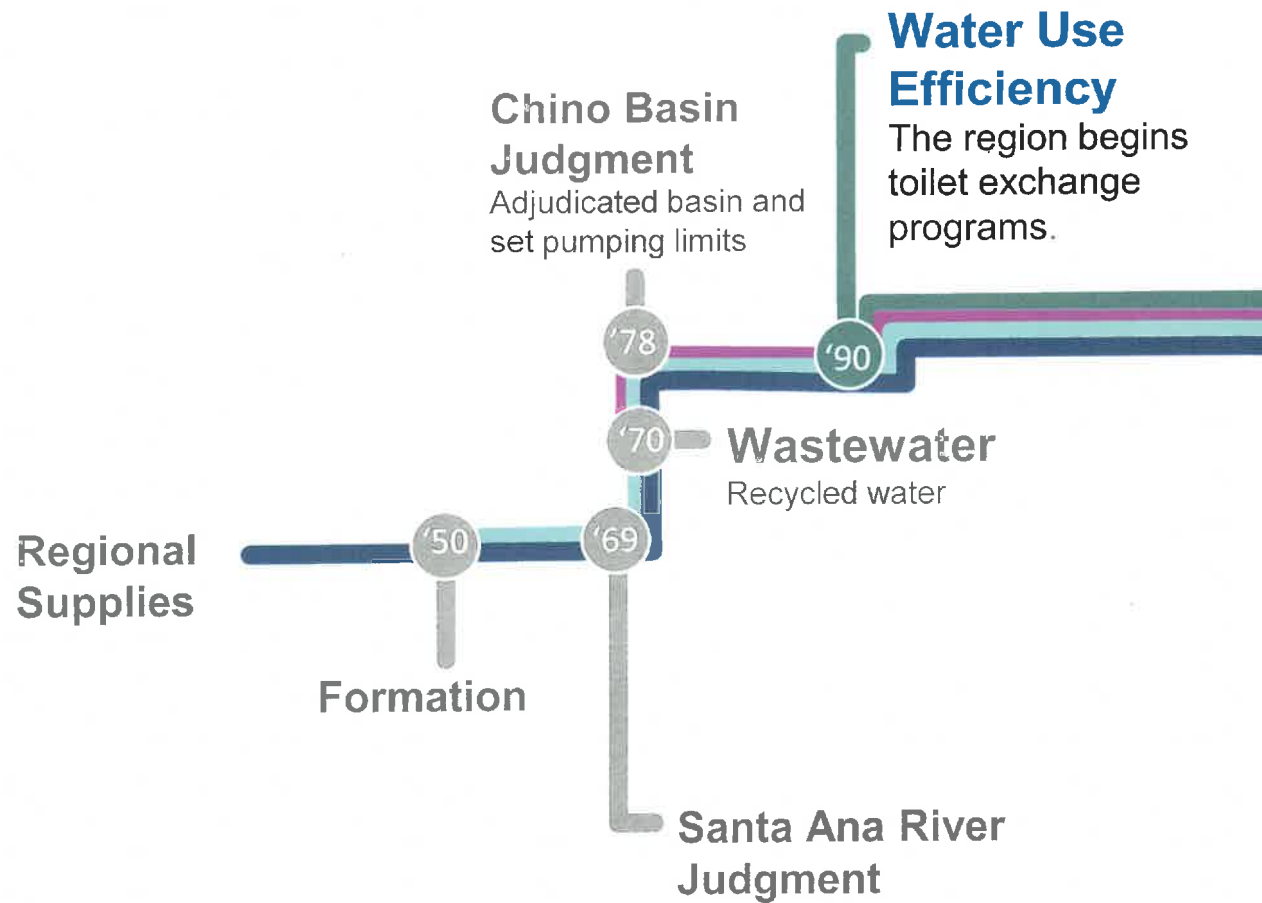 Water Use
Efficiency
The region begins
toilet exchange
programs.
Chino Basin
Judgment
Adjudicated basin and
set pumping limits
‘78
‘90
‘70
Wastewater
Recycled water
Regional
Supplies
‘50
‘69
Formation
Santa Ana River
Judgment